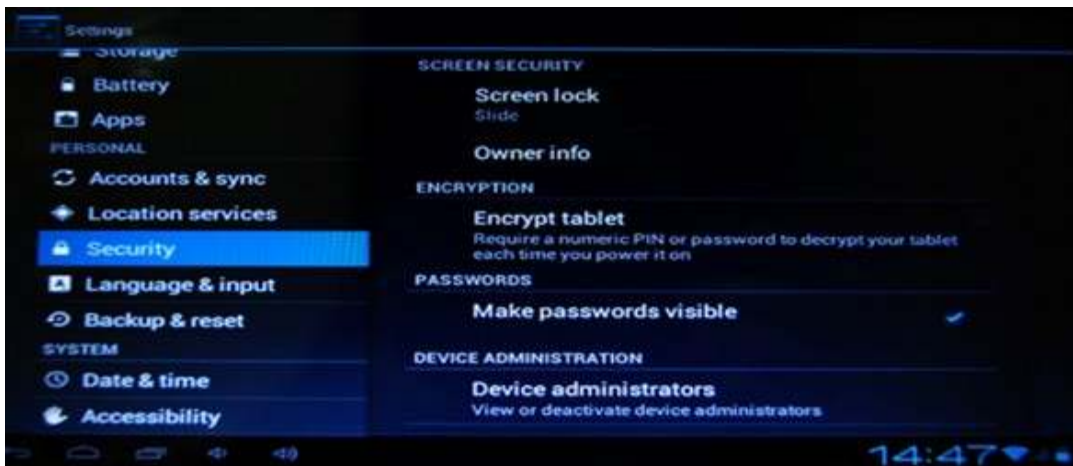 Settings
Storage
Battery
Apps
PERSONAL
Accounts & sync
Location services
Security
Language & input
Backup & reset
SYSTEM
Date & time
Accessibility
SCREEN SECURITY
Screen lock
Slide
Owner info
ENCRYPTION
Encrypt tablet
Require a numeric PIN or password to decrypt your tablet
each time you power it on
PASSWORDS
Make passwords visible
DEVICE ADMINISTRATION
Device administrators
View or deactivate device administrators
14:47